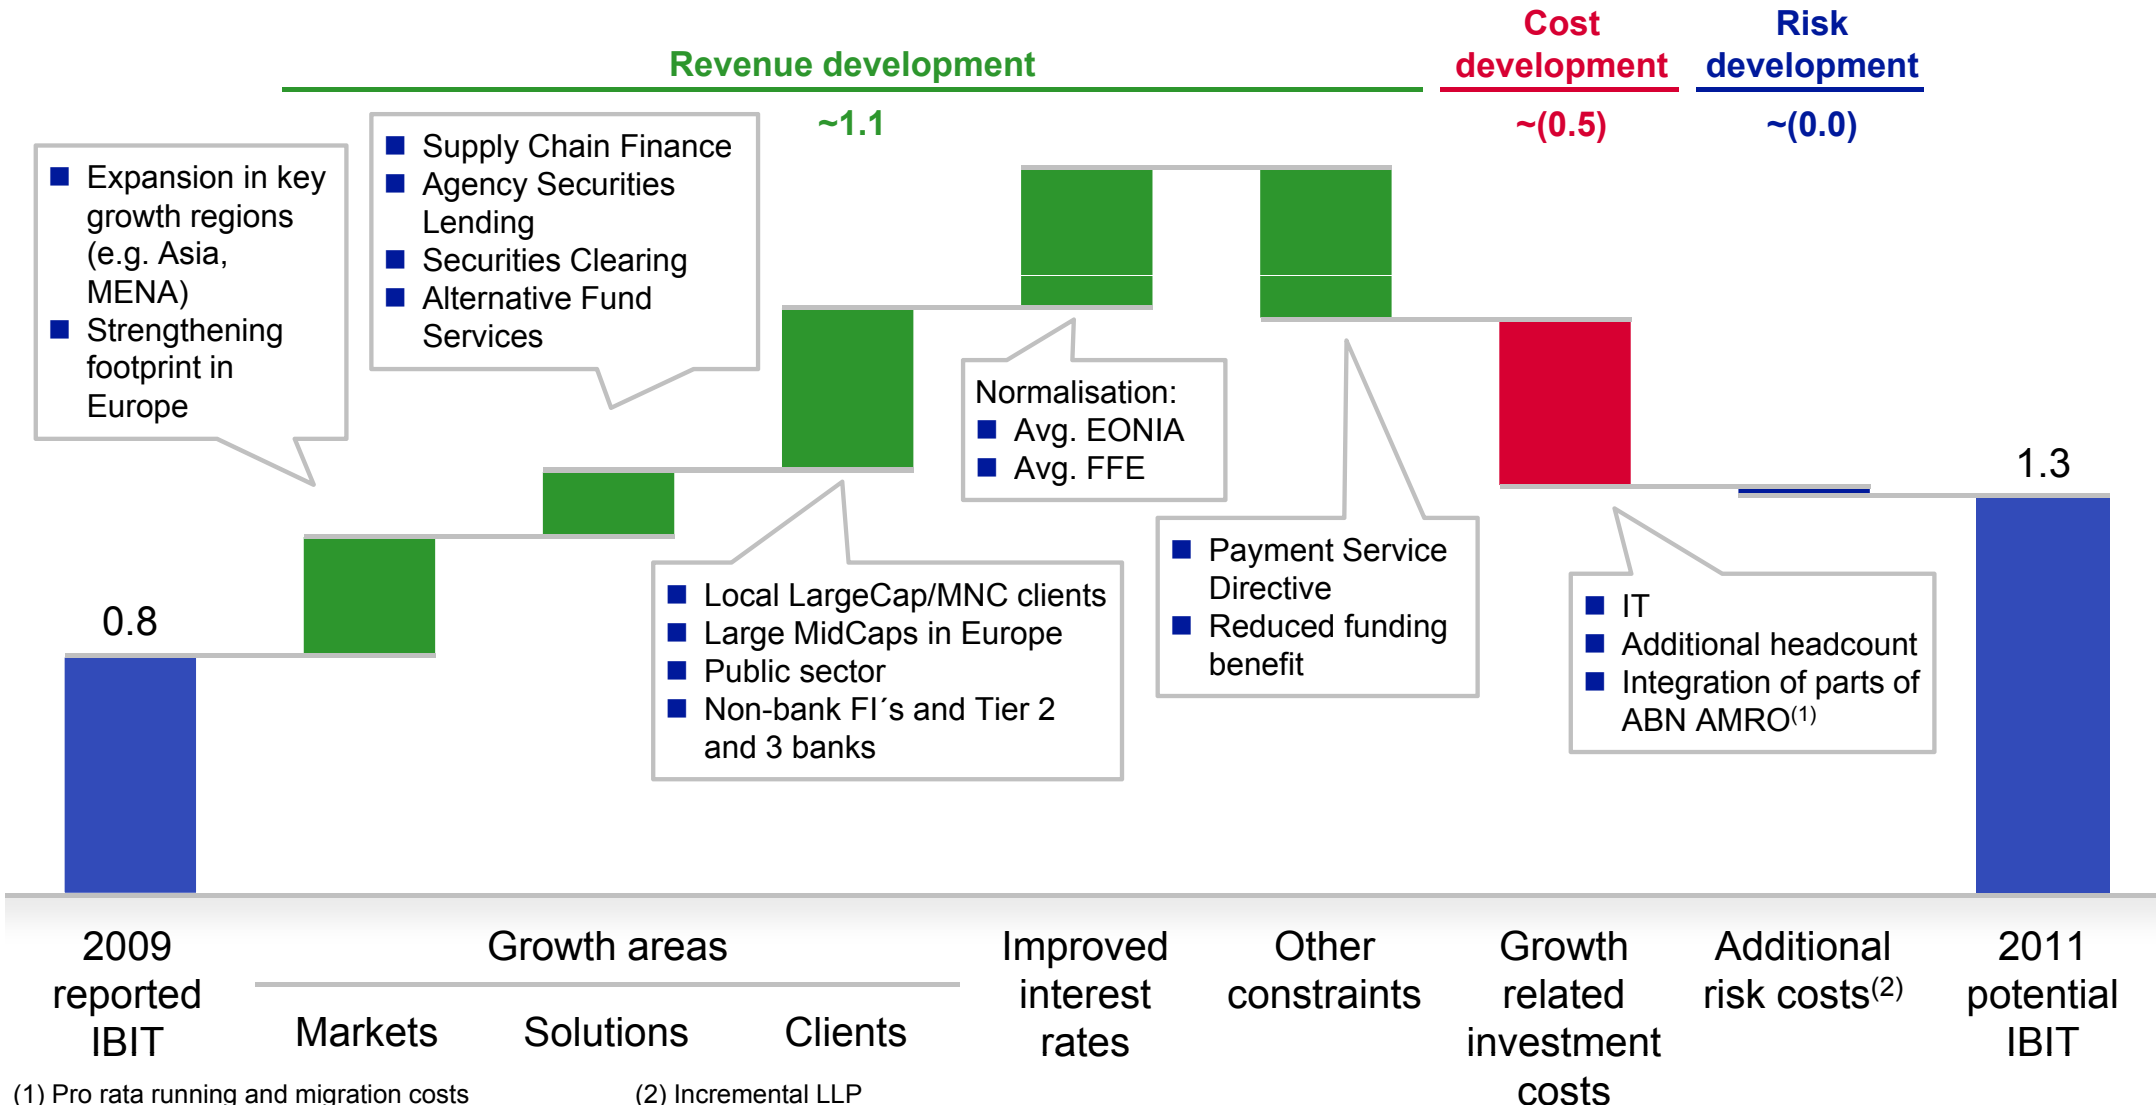 Revenue development
~1.1
Cost
development
~(0.5)
Risk
development
~(0.0)
Expansion in key
growth regions
(e.g. Asia,
MENA)
Strengthening
footprint in
Europe
Supply Chain Finance
Agency Securities
Lending
Securities Clearing
Alternative Fund
Services
Normalisation:
Avg. EONIA
Avg. FFE
Local LargeCap/MNC clients
Large MidCaps in Europe
Public sector
Non-bank FI´s and Tier 2
and 3 banks
Payment Service
Directive
Reduced funding
benefit
IT
Additional headcount
Integration of parts of
ABN AMRO(1)
0.8
1.3
2009
reported
IBIT
Growth areas
Markets
Solutions
Clients
Improved
interest
rates
Other
constraints
Growth
related
investment
costs
Additional
risk costs(2)
2011
potential
IBIT
(1) Pro rata running and migration costs
(2) Incremental LLP